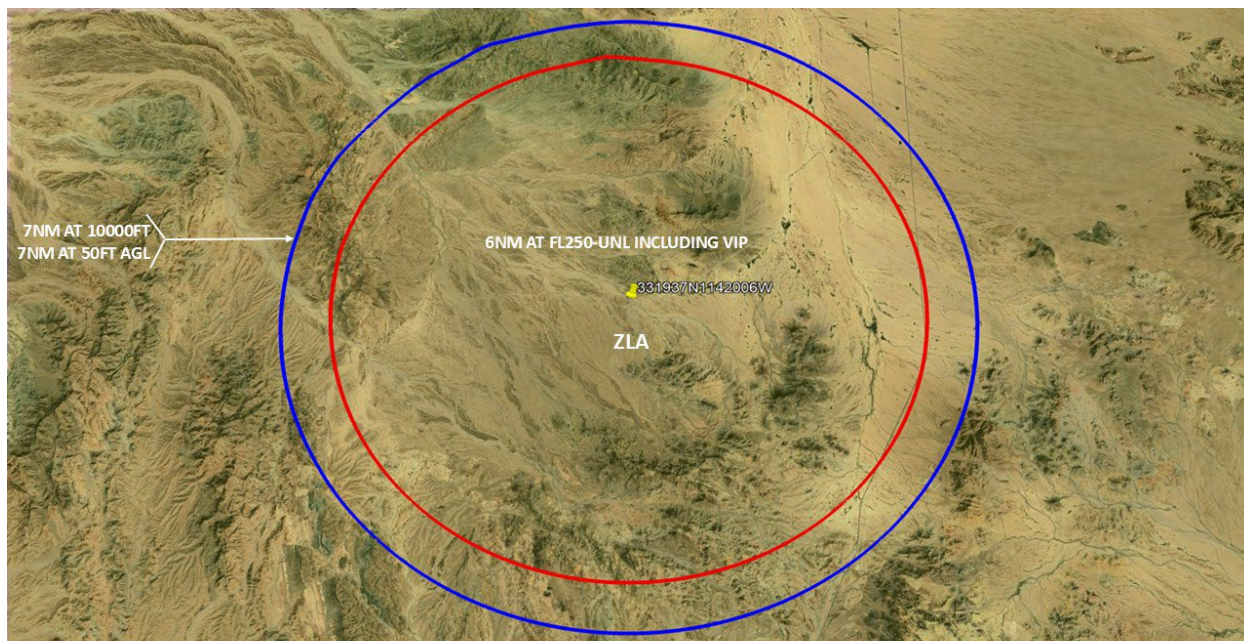 7NM AT 10000FT
7NM AT 50FT AGL
6NM AT FL250-UNL INCLUDING VIP
331937N1142006W
ZLA